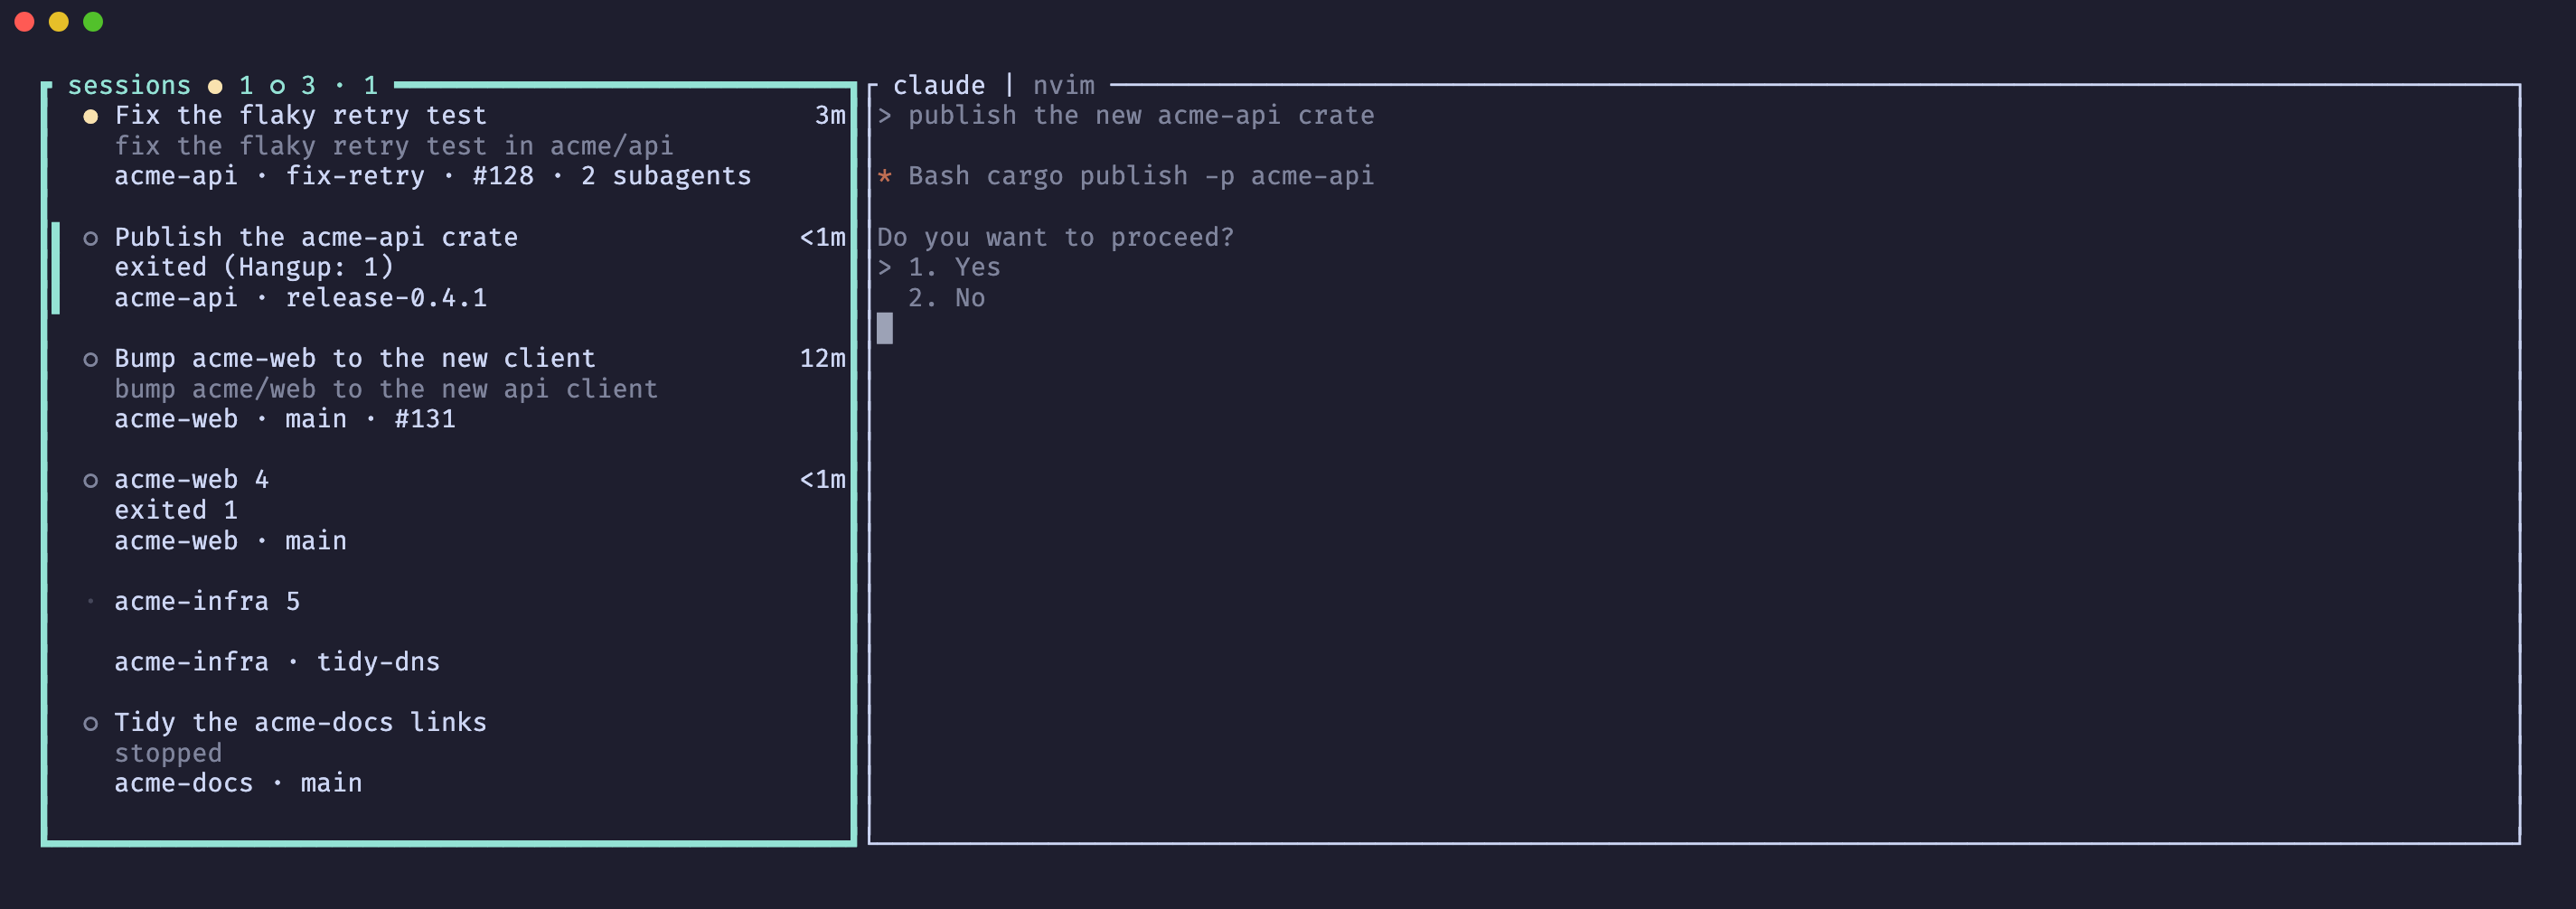 sessions ● 1 ○ 3 · 1
● Fix the flaky retry test 3m
fix the flaky retry test in acme/api
acme-api · fix-retry · #128 · 2 subagents
○ Publish the acme-api crate <1m
exited (Hangup: 1)
acme-api · release-0.4.1
○ Bump acme-web to the new client 12m
bump acme/web to the new api client
acme-web · main · #131
○ acme-web 4 <1m
exited 1
acme-web · main
· acme-infra 5
acme-infra · tidy-dns
○ Tidy the acme-docs links
stopped
acme-docs · main
claude | nvim
> publish the new acme-api crate
* Bash cargo publish -p acme-api
Do you want to proceed?
> 1. Yes
2. No